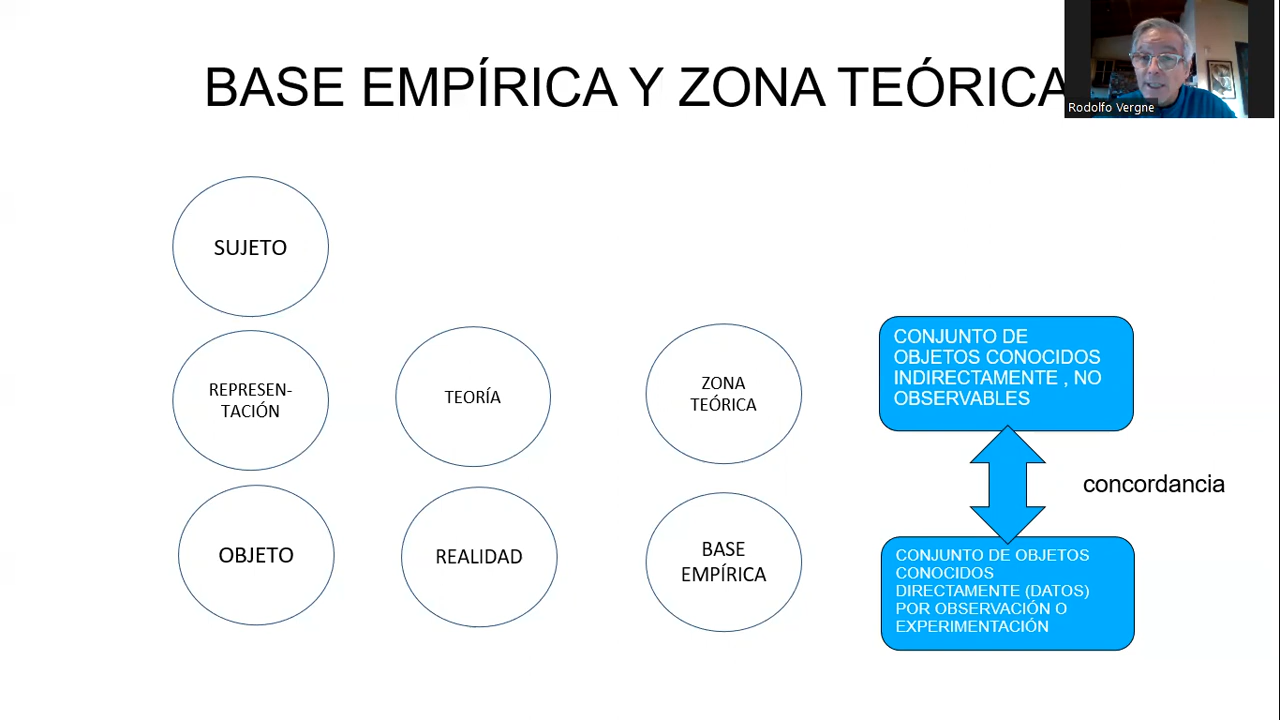 BASE EMPÍRICA Y ZONA TEÓRICA
Rodolfo Vergne
SUJETO
REPRESEN-
TACIÓN
TEORÍA
ZONA
TEÓRICA
CONJUNTO DE
OBJETOS CONOCIDOS
INDIRECTAMENTE , NO
OBSERVABLES
concordancia
OBJETO
REALIDAD
BASE
EMPÍRICA
CONJUNTO DE OBJETOS
CONOCIDOS
DIRECTAMENTE (DATOS)
POR OBSERVACIÓN O
EXPERIMENTACIÓN